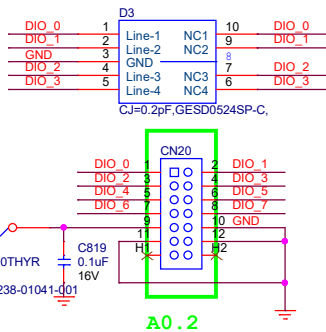 D3
DIO_0 1 Line-1 NC1 10 DIO_0
DIO_1 2 Line-2 NC2 9 DIO_1
GND 3 GND 8
DIO_2 4 Line-3 NC3 7 DIO_2
DIO_3 5 Line-4 NC4 6 DIO_3
CJ=0.2pF,GESD0524SP-C,
CN20
DIO_0 1 2 DIO_1
DIO_2 3 4 DIO_3
DIO_4 5 6 DIO_5
DIO_6 7 8 DIO_7
9 10 GND
11 12
H1 H2
C819
0THYR 0.1uF
16V
238-01041-001
A0.2